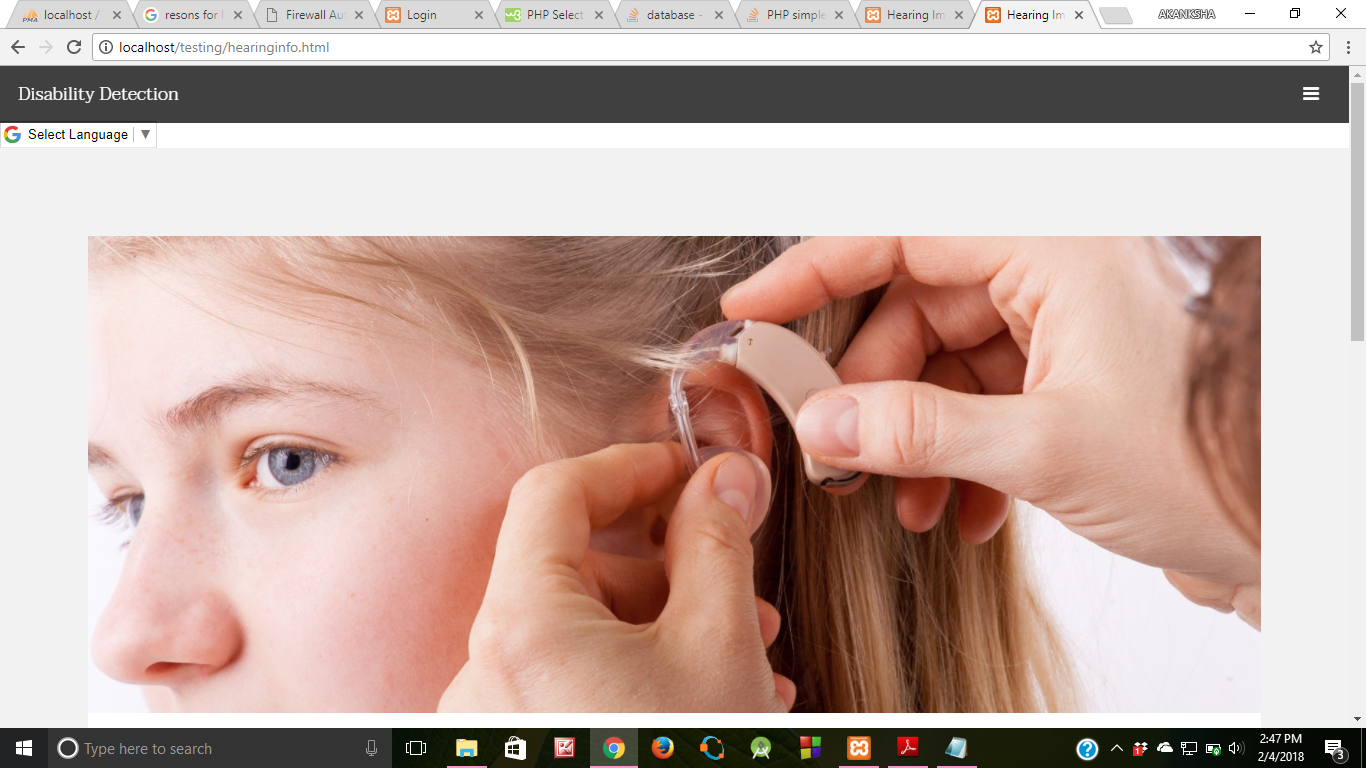 localhost /
resons for
Firewall Aut
Login
PHP Select
database -
PHP simple
Hearing Im
Hearing Im
AKANKSHA
localhost/testing/hearinginfo.html
Disability Detection
Select Language
Type here to search
2:47 PM
2/4/2018
3